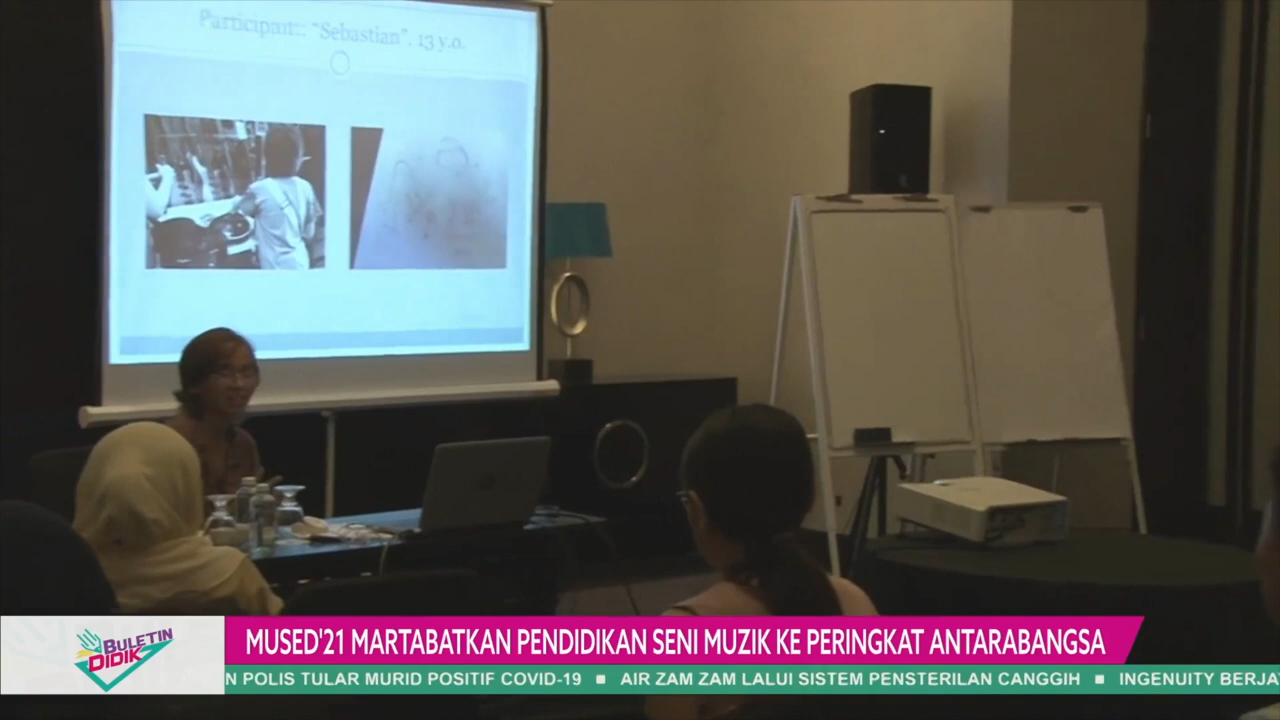 Participant: "Sebastian". 13 y.o.
BULETIN
DIDIK
MUSED'21 MARTABATKAN PENDIDIKAN SENI MUZIK KE PERINGKAT ANTARABANGSA
N POLIS TULAR MURID POSITIF COVID-19 ■ AIR ZAM ZAM LALUI SISTEM PENSTERILAN CANGGIH ■ INGENUITY BERJA